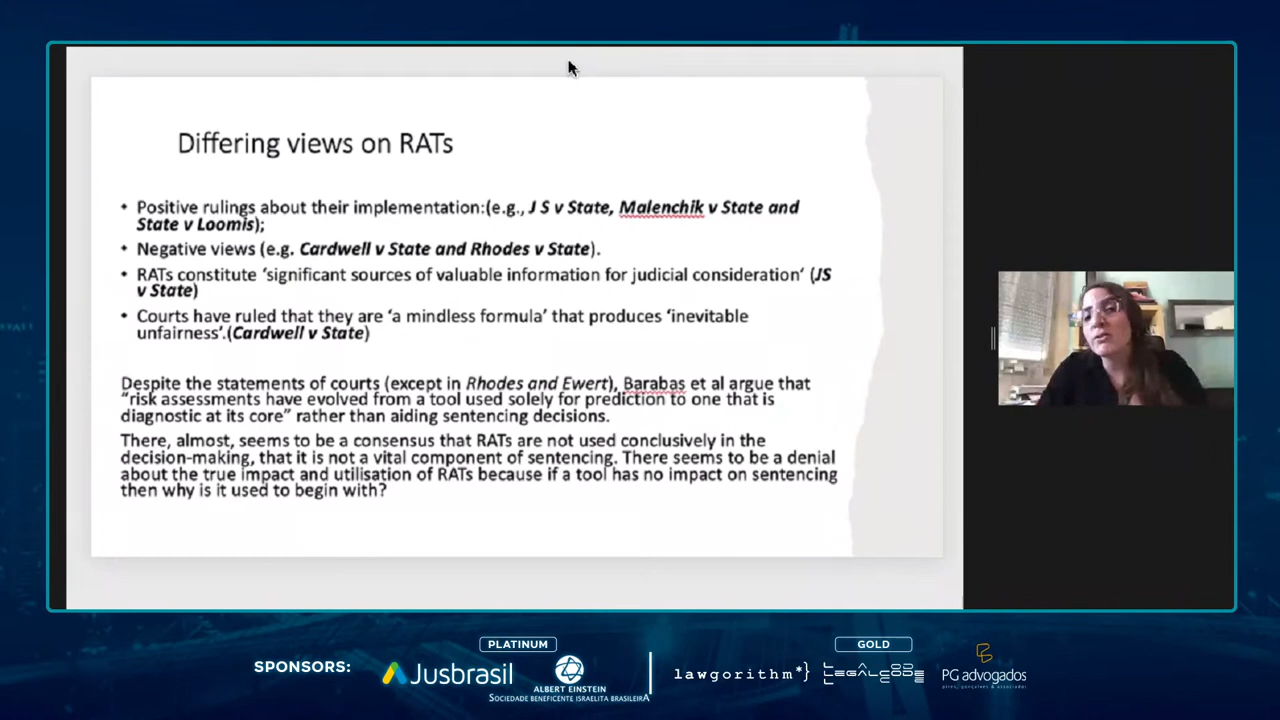 Differing views on RATs
• Positive rulings about their implementation:(e.g., J S v State, Malenchik v State and
State v Loomis);
• Negative views (e.g. Cardwell v State and Rhodes v State).
• RATs constitute ‘significant sources of valuable information for judicial consideration’ (JS
v State)
• Courts have ruled that they are ‘a mindless formula’ that produces ‘inevitable
unfairness’.(Cardwell v State)
Despite the statements of courts (except in Rhodes and Ewert), Barabas et al argue that
“risk assessments have evolved from a tool used solely for prediction to one that is
diagnostic at its core” rather than aiding sentencing decisions.
There, almost, seems to be a consensus that RATs are not used conclusively in the
decision-making, that it is not a vital component of sentencing. There seems to be a denial
about the true impact and utilisation of RATs because if a tool has no impact on sentencing
then why is it used to begin with?
SPONSORS:
PLATINUM
Jusbrasil
ALBERT EINSTEIN
SOCIEDADE BENEFICENTE ISRAELITA BRASILEIRA
GOLD
lawgorithm*}
LEGALCODE
PG advogados
pires, gonçalves & associados